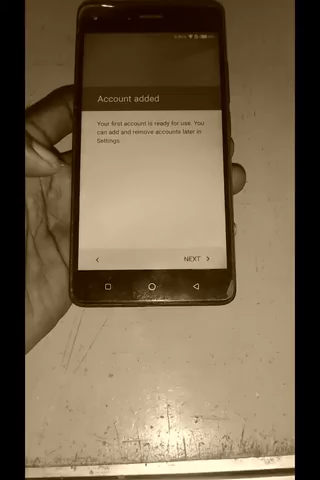 Account added
Your first account is ready for use. You
can add and remove accounts later in
Settings.
NEXT